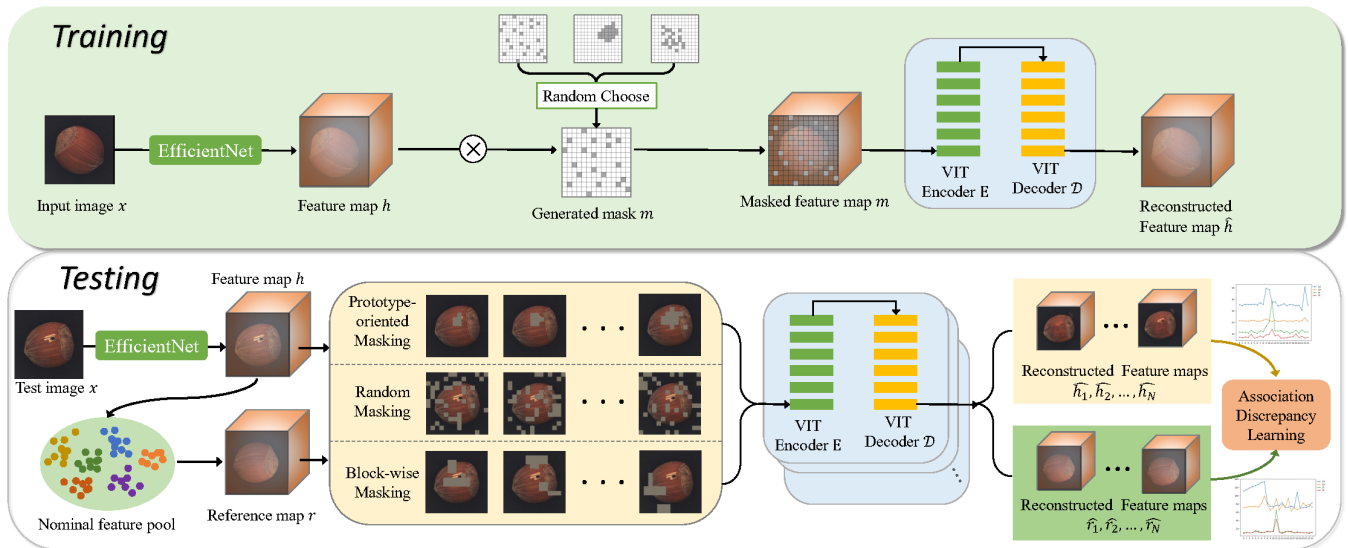 Training
Random Choose
EfficientNet
Input image x
Feature map h
Generated mask m
Masked feature map m
VIT
Encoder E
VIT
Decoder 𝒟
Reconstructed
Feature map ĥ
Testing
Feature map h
EfficientNet
Test image x
Nominal feature pool
Reference map r
Prototype-
oriented
Masking
Random
Masking
Block-wise
Masking
VIT
Encoder E
VIT
Decoder 𝒟
Reconstructed Feature maps
ĥ₁, ĥ₂, ..., ĥ_N
Reconstructed Feature maps
r̂₁, r̂₂, ..., r̂_N
Association
Discrepancy
Learning